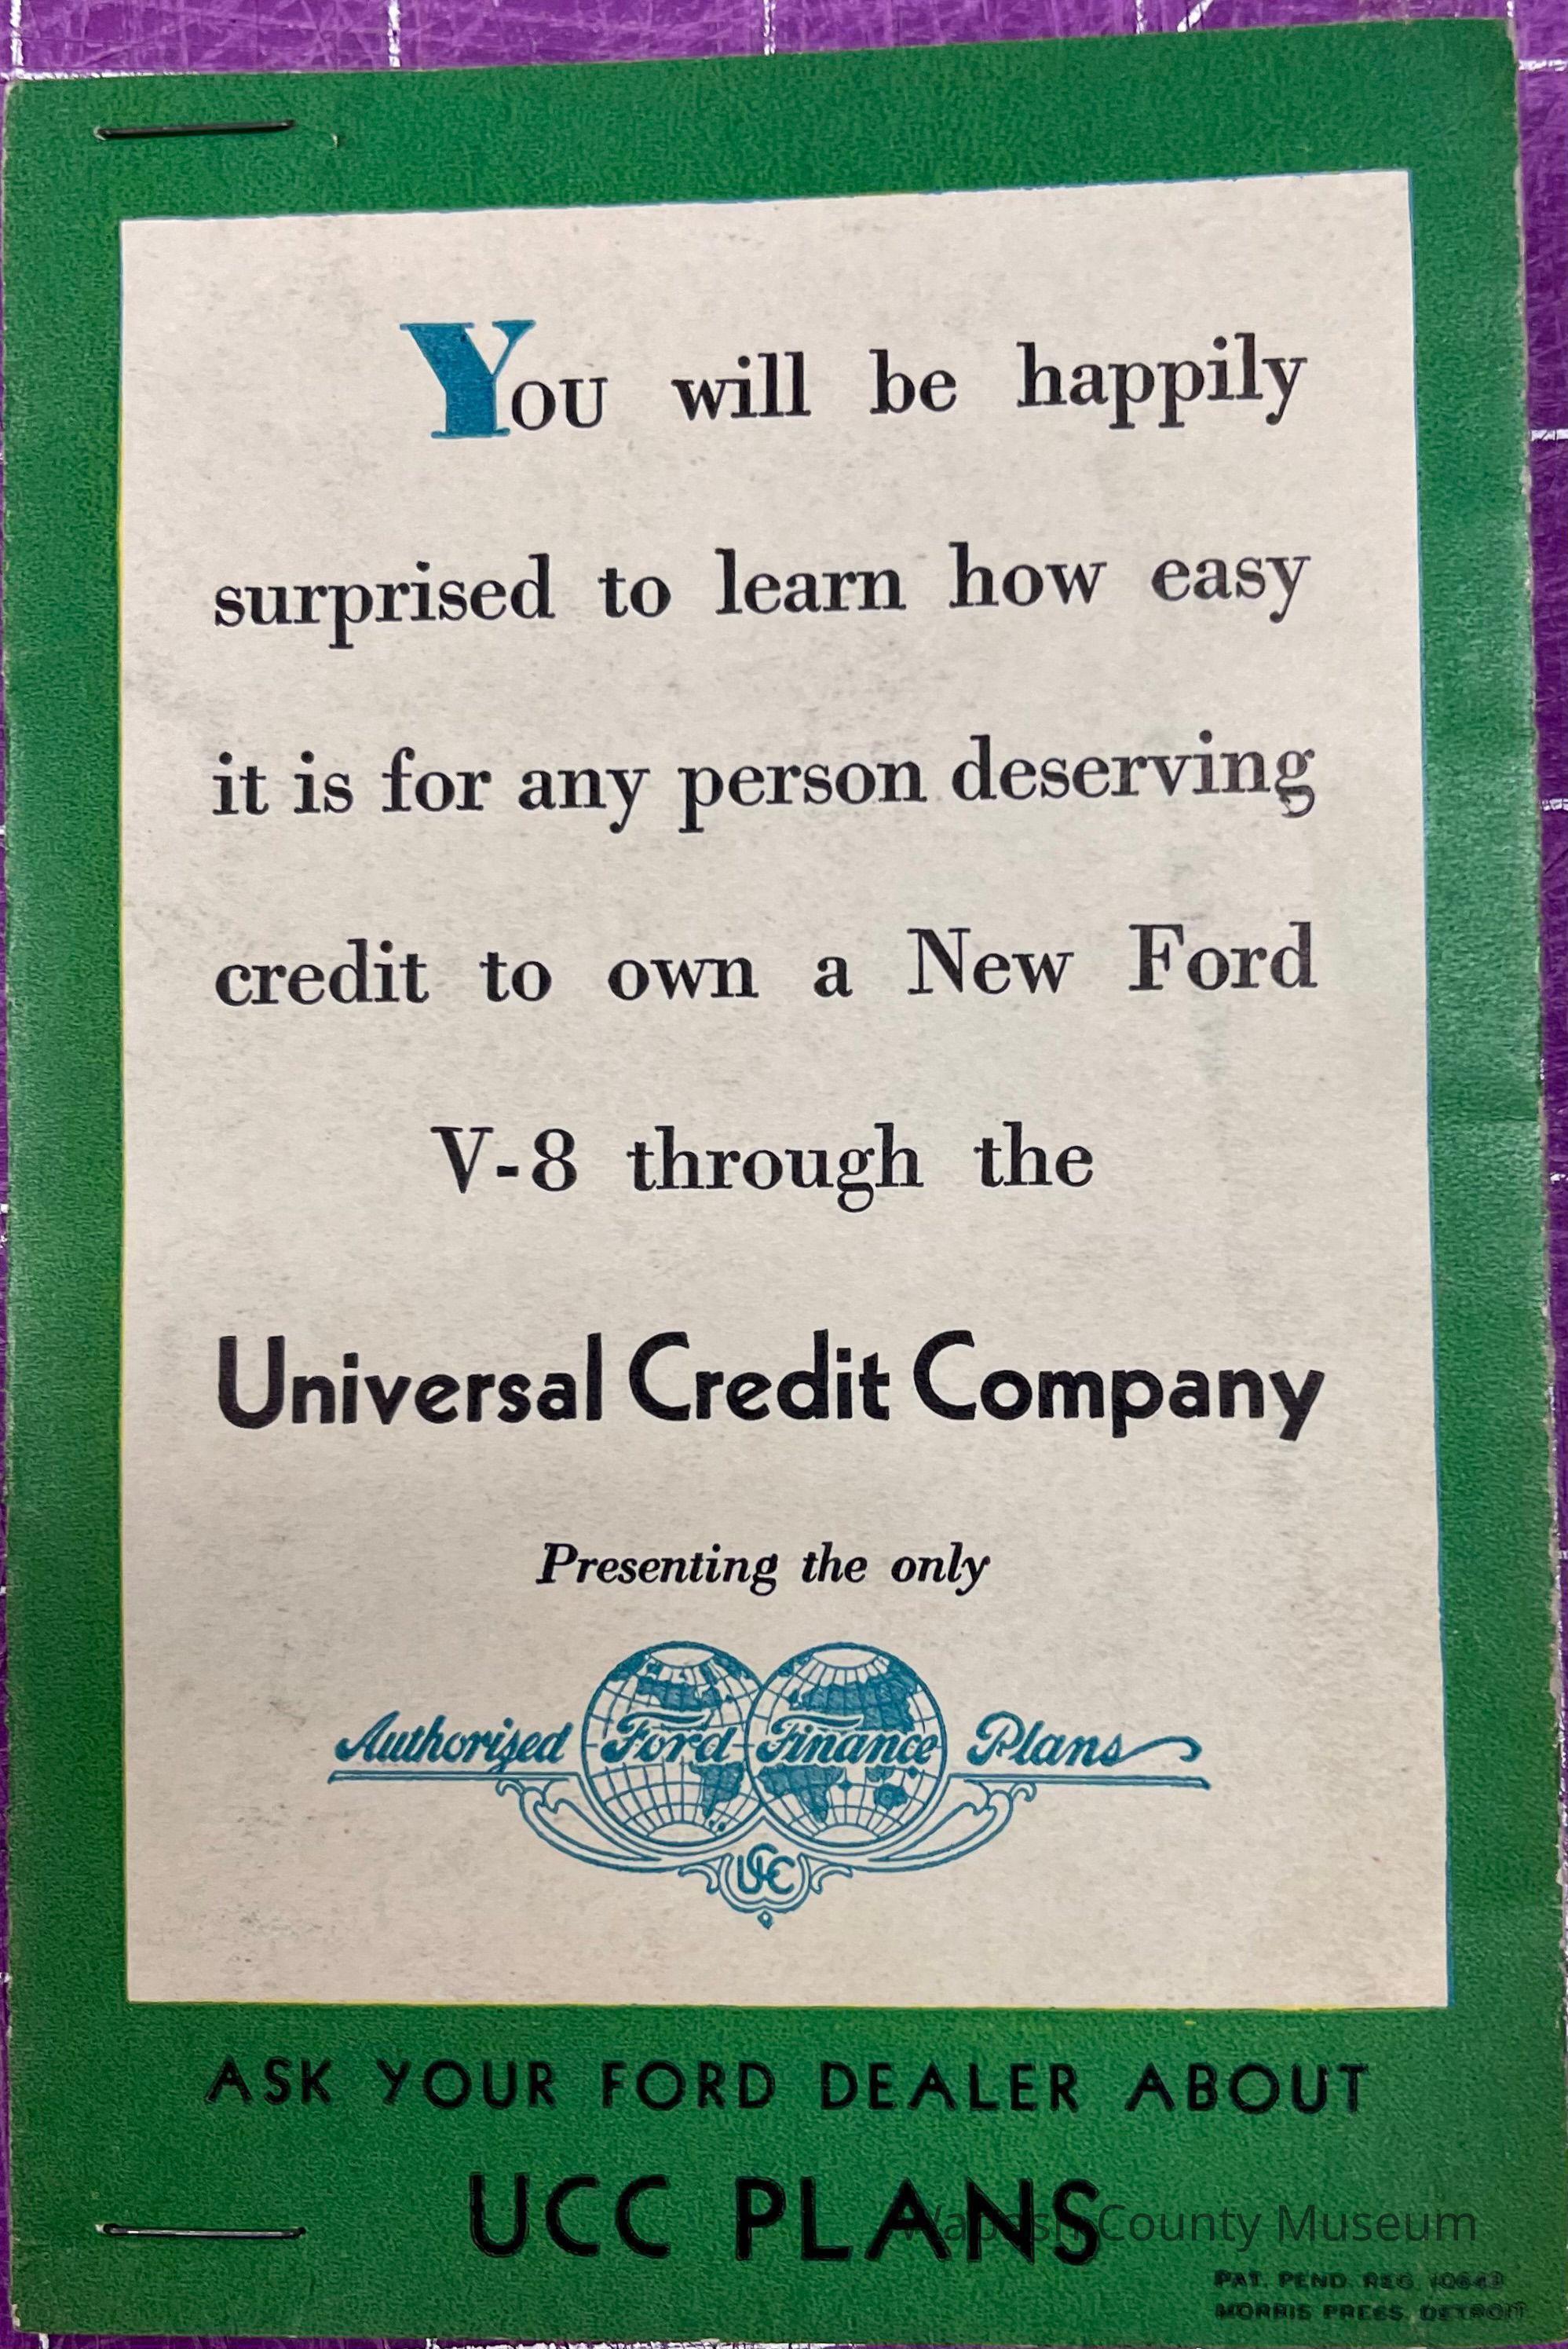 YOU will be happily
surprised to learn how easy
it is for any person deserving
credit to own a New Ford
V-8 through the
Universal Credit Company
Presenting the only
Authorized Ford Finance Plans
UCC
ASK YOUR FORD DEALER ABOUT
UCC PLANS
Wabash County Museum
PAT. PEND. REG. 10643
MORRIS PRESS, DETROIT